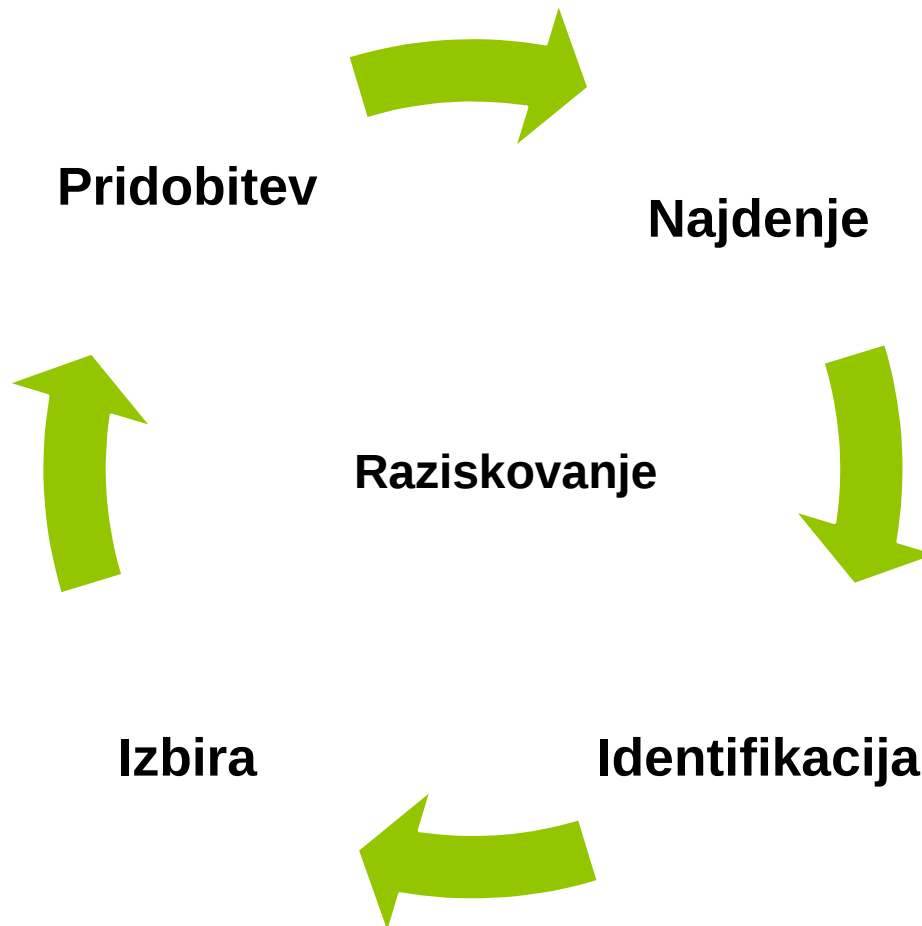 Pridobitev
Najdenje
Raziskovanje
Izbira
Identifikacija